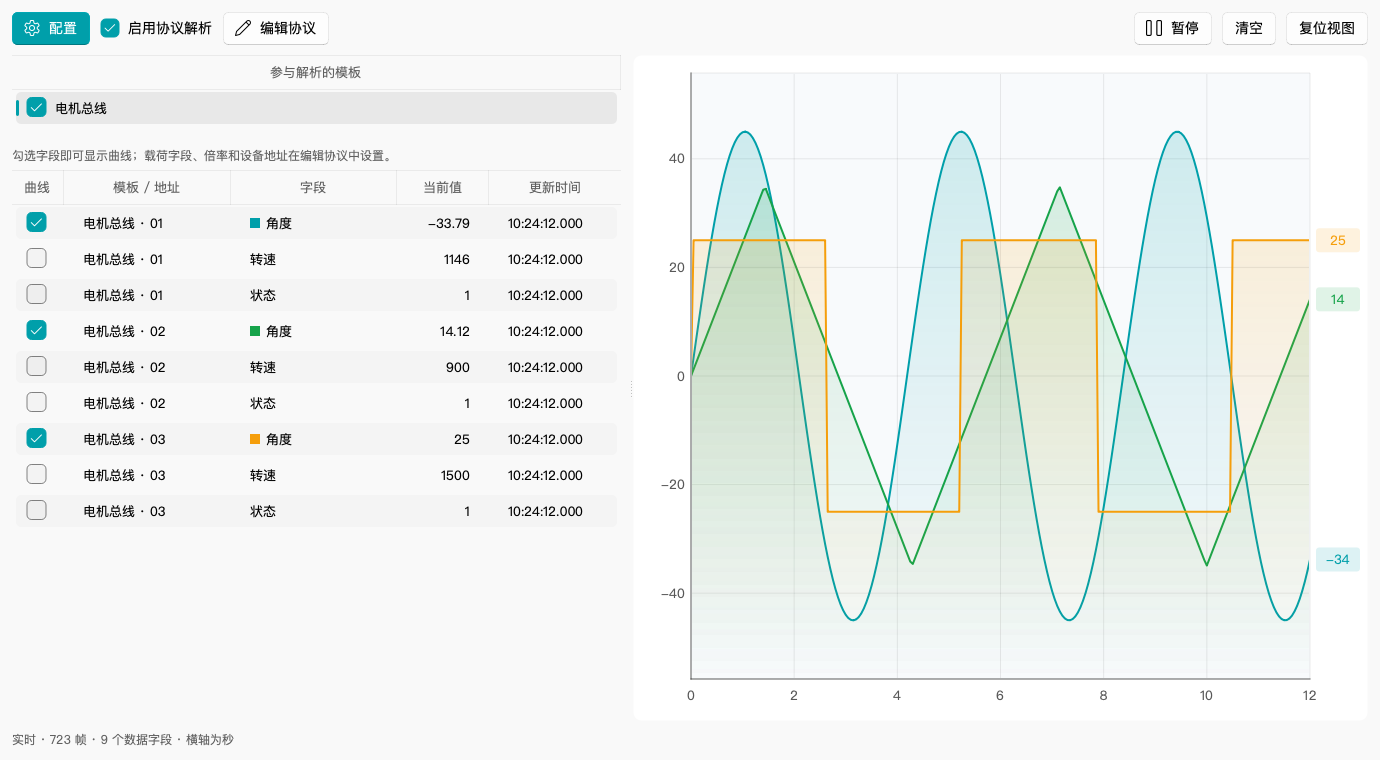 配置 启用协议解析 编辑协议 暂停 清空 复位视图
参与解析的模板
电机总线
勾选字段即可显示曲线；载荷字段、倍率和设备地址在编辑协议中设置。
曲线 模板 / 地址 字段 当前值 更新时间
电机总线 · 01 角度 −33.79 10:24:12.000
电机总线 · 01 转速 1146 10:24:12.000
电机总线 · 01 状态 1 10:24:12.000
电机总线 · 02 角度 14.12 10:24:12.000
电机总线 · 02 转速 900 10:24:12.000
电机总线 · 02 状态 1 10:24:12.000
电机总线 · 03 角度 25 10:24:12.000
电机总线 · 03 转速 1500 10:24:12.000
电机总线 · 03 状态 1 10:24:12.000
40
20
0
−20
−40
0 2 4 6 8 10 12
25
14
−34
实时 · 723 帧 · 9 个数据字段 · 横轴为秒